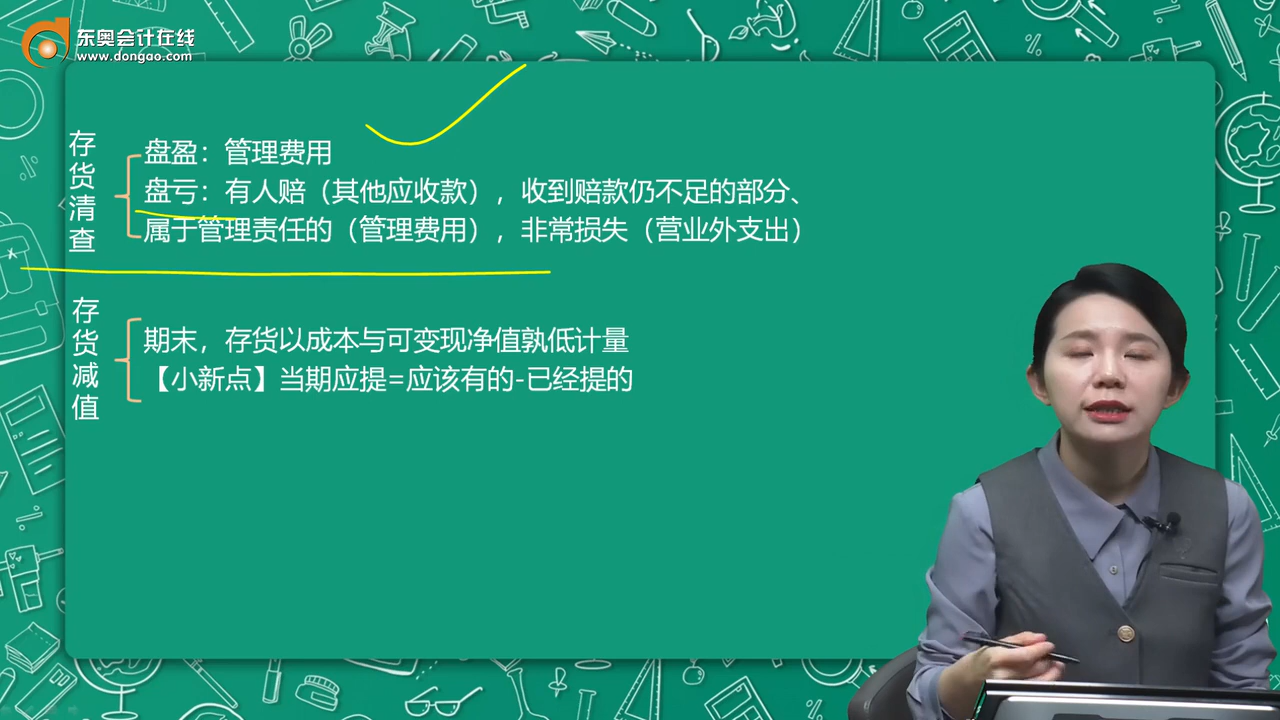 东奥会计在线
www.dongao.com
存货清查
盘盈：管理费用
盘亏：有人赔（其他应收款），收到赔款仍不足的部分、
属于管理责任的（管理费用），非常损失（营业外支出）
存货减值
期末，存货以成本与可变现净值孰低计量
【小新点】当期应提=应该有的-已经提的